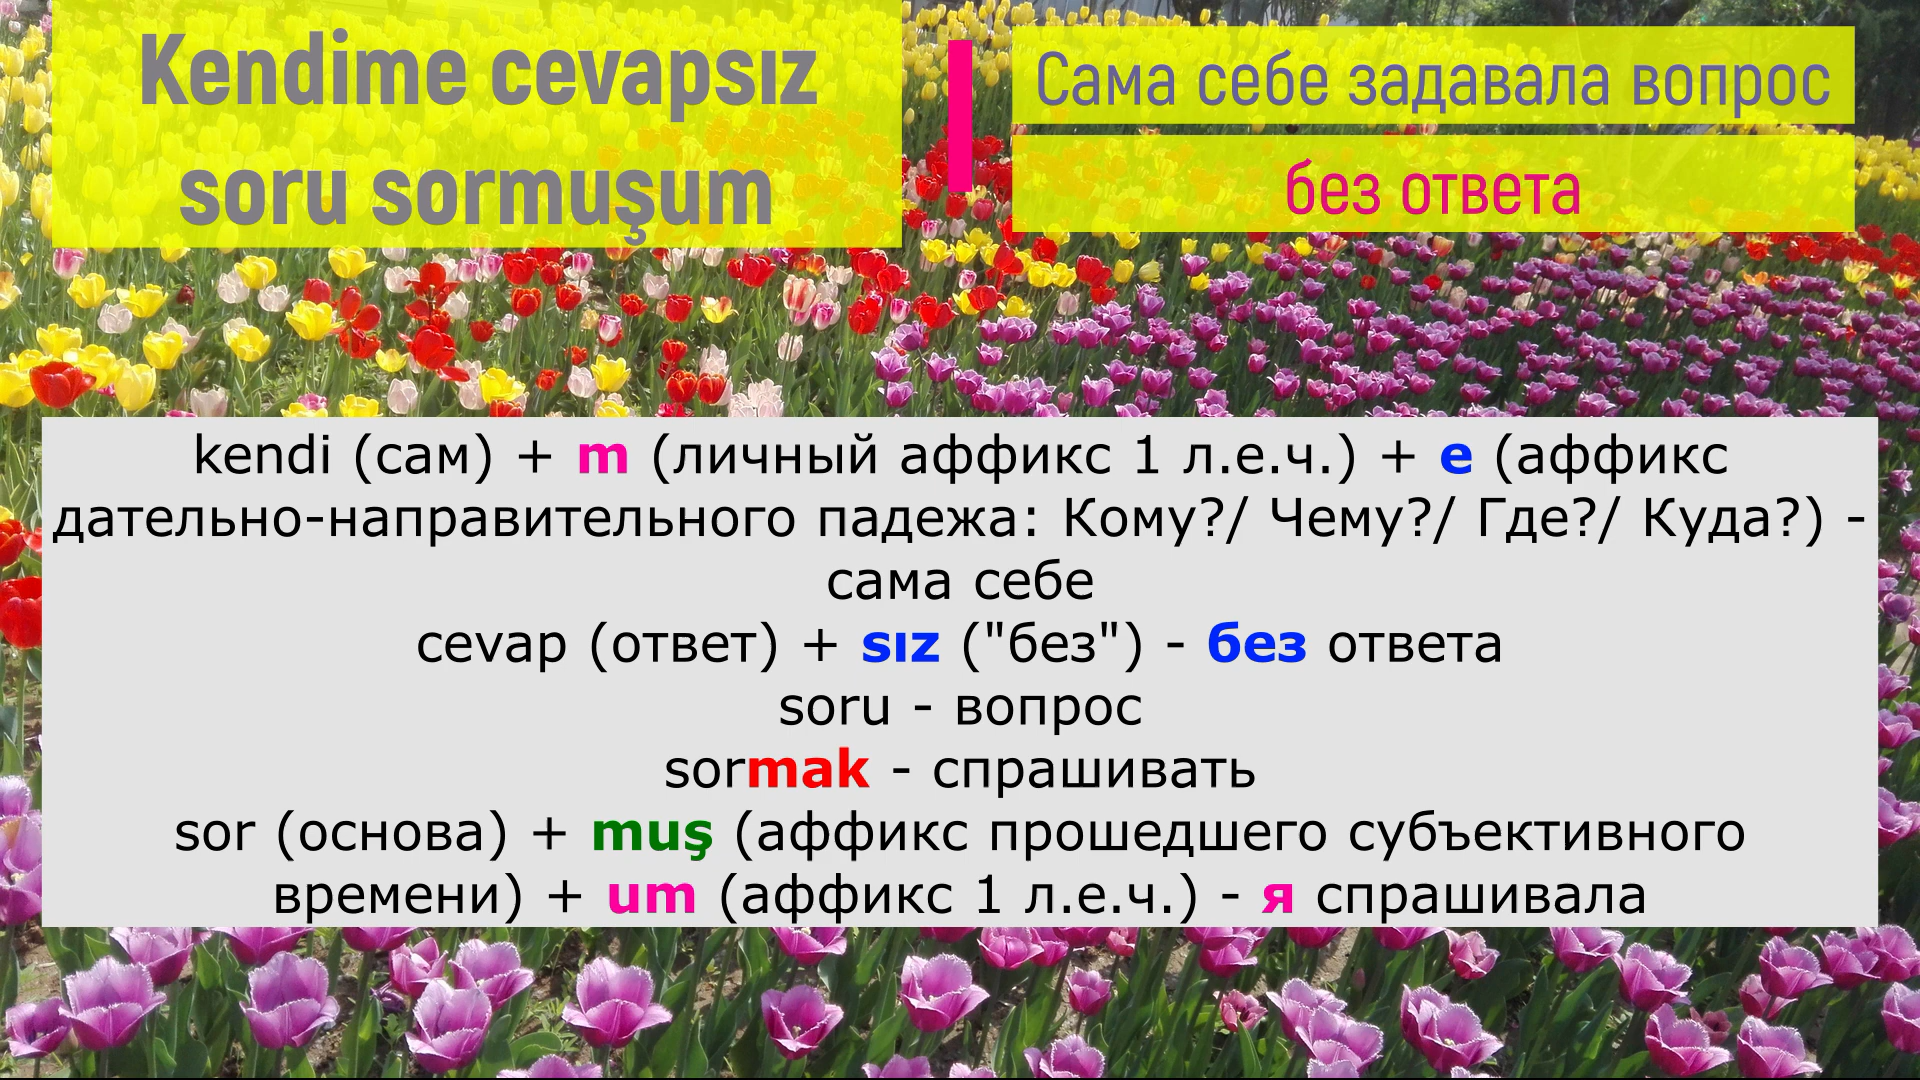 Kendime cevapsız
soru sormuşum
Сама себе задавала вопрос
без ответа
kendi (сам) + m (личный аффикс 1 л.е.ч.) + e (аффикс
дательно-направительного падежа: Кому?/ Чему?/ Где?/ Куда?) -
сама себе
cevap (ответ) + sız ("без") - без ответа
soru - вопрос
sormak - спрашивать
sor (основа) + muş (аффикс прошедшего субъективного
времени) + um (аффикс 1 л.е.ч.) - я спрашивала